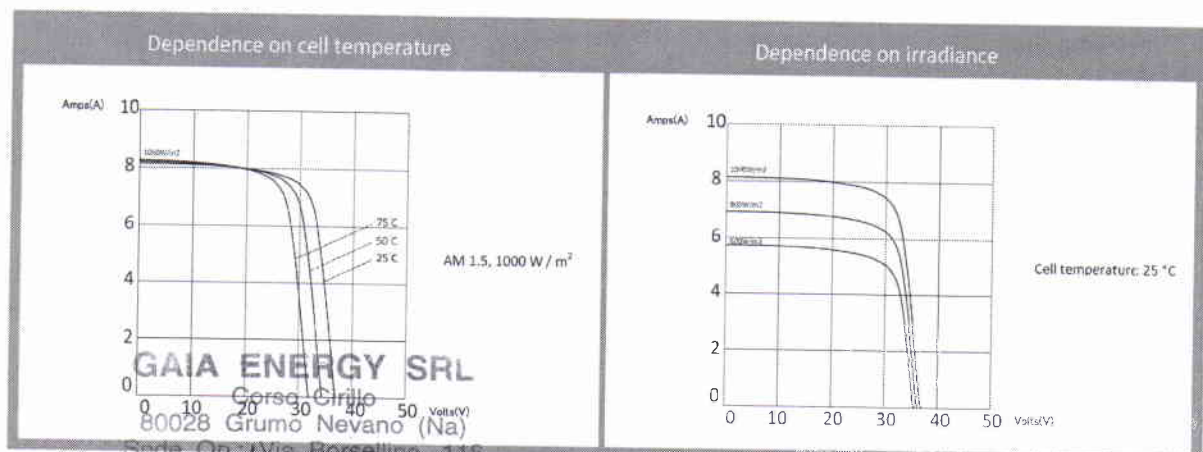 Dependence on cell temperature
Amps(A)
10
8
6
4
2
0
0 10 20 30 40 50 Volts(V)
75 C
50 C
25 C
AM 1.5, 1000 W / m²
GAIA ENERGY SRL
Corso Cirillo
80028 Grumo Nevano (Na)
Dependence on irradiance
Amps(A)
10
8
6
4
2
0
0 10 20 30 40 50 Volts(V)
Cell temperature: 25 °C